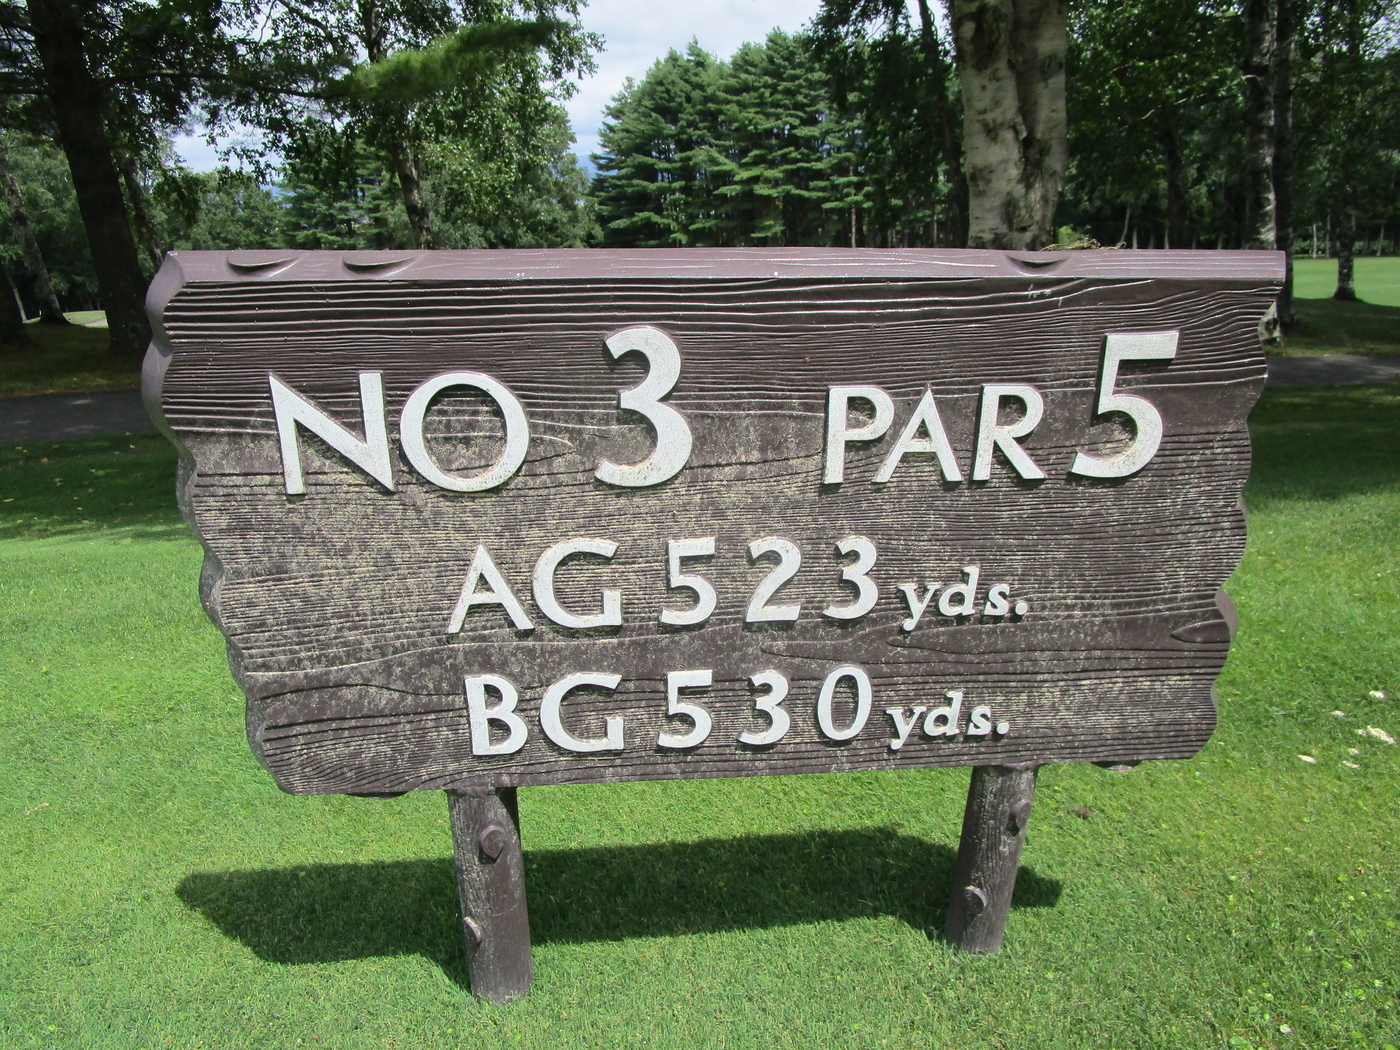 NO 3 PAR 5
AG 523 yds.
BG 530 yds.